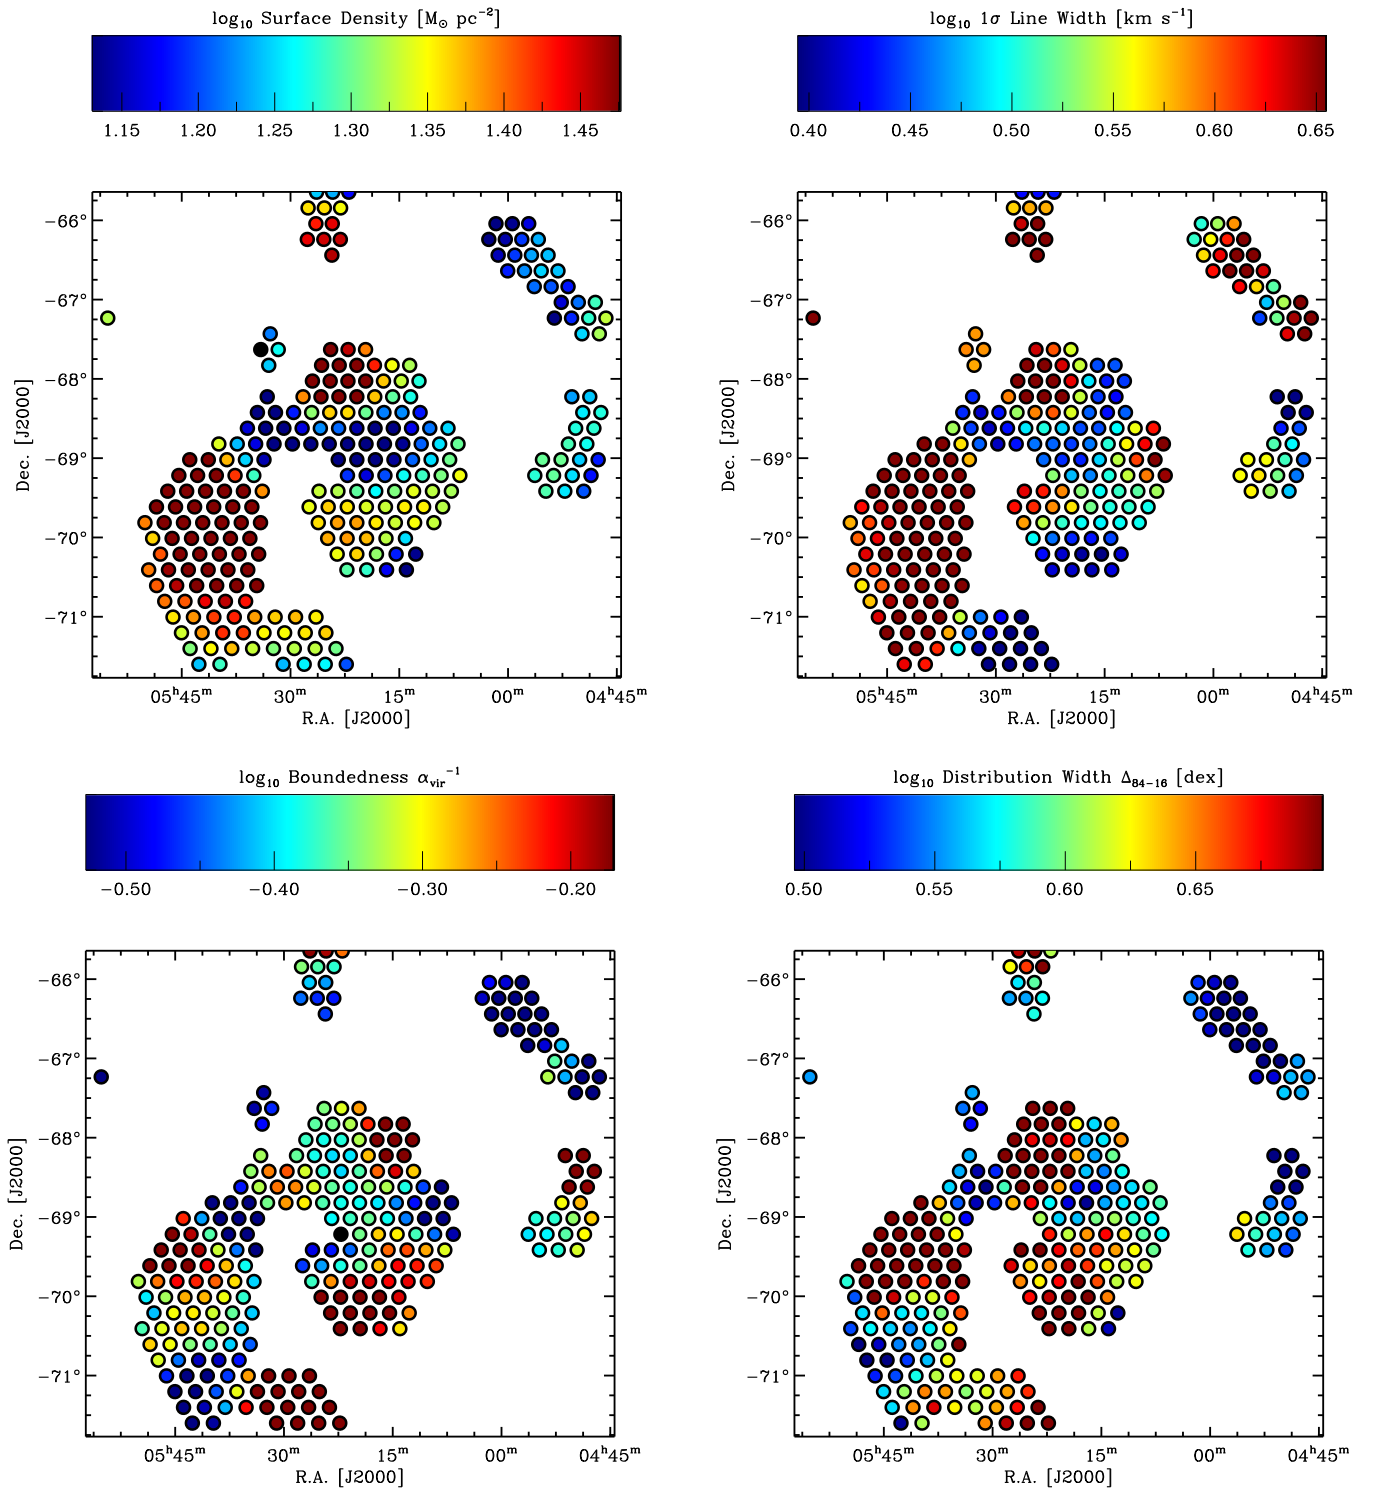 log₁₀ Surface Density [M⊙ pc⁻²]
1.15 1.20 1.25 1.30 1.35 1.40 1.45
−66°
−67°
−68°
−69°
−70°
−71°
Dec. [J2000]
05ʰ45ᵐ 30ᵐ 15ᵐ 00ᵐ 04ʰ45ᵐ
R.A. [J2000]
log₁₀ 1σ Line Width [km s⁻¹]
0.40 0.45 0.50 0.55 0.60 0.65
−66°
−67°
−68°
−69°
−70°
−71°
Dec. [J2000]
05ʰ45ᵐ 30ᵐ 15ᵐ 00ᵐ 04ʰ45ᵐ
R.A. [J2000]
log₁₀ Boundedness αᵥᵢᵣ⁻¹
−0.50 −0.40 −0.30 −0.20
−66°
−67°
−68°
−69°
−70°
−71°
Dec. [J2000]
05ʰ45ᵐ 30ᵐ 15ᵐ 00ᵐ 04ʰ45ᵐ
R.A. [J2000]
log₁₀ Distribution Width Δ₈₄₋₁₆ [dex]
0.50 0.55 0.60 0.65
−66°
−67°
−68°
−69°
−70°
−71°
Dec. [J2000]
05ʰ45ᵐ 30ᵐ 15ᵐ 00ᵐ 04ʰ45ᵐ
R.A. [J2000]